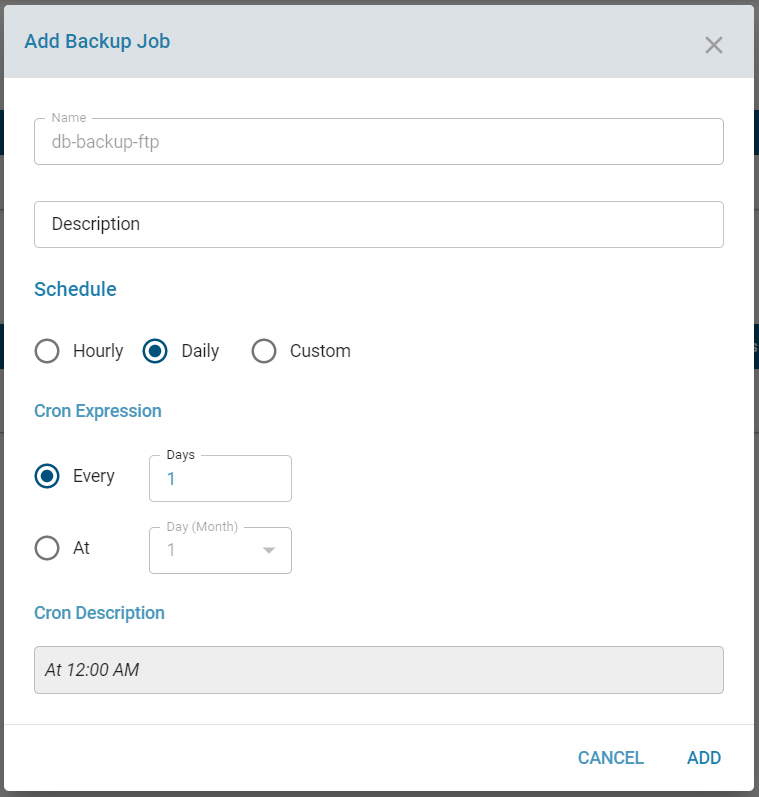 Add Backup Job
Name
db-backup-ftp
Description
Schedule
Hourly Daily Custom
Cron Expression
Every Days 1
At Day (Month) 1
Cron Description
At 12:00 AM
CANCEL ADD